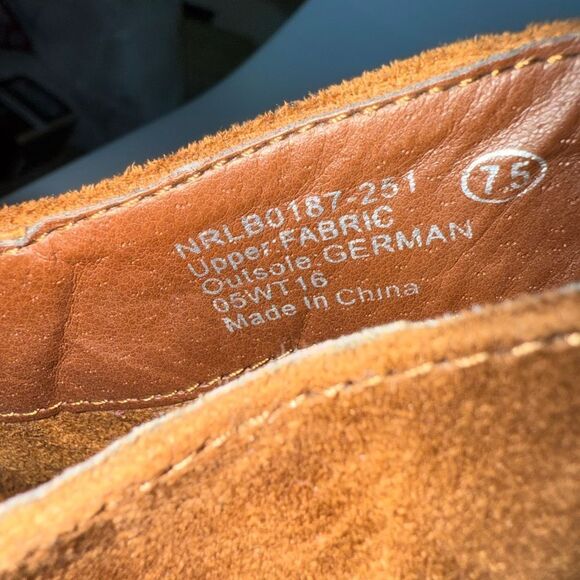 NRLB0187-251
7.5
Upper:FABRIC
Outsole:GERMAN
05WT16
Made in China